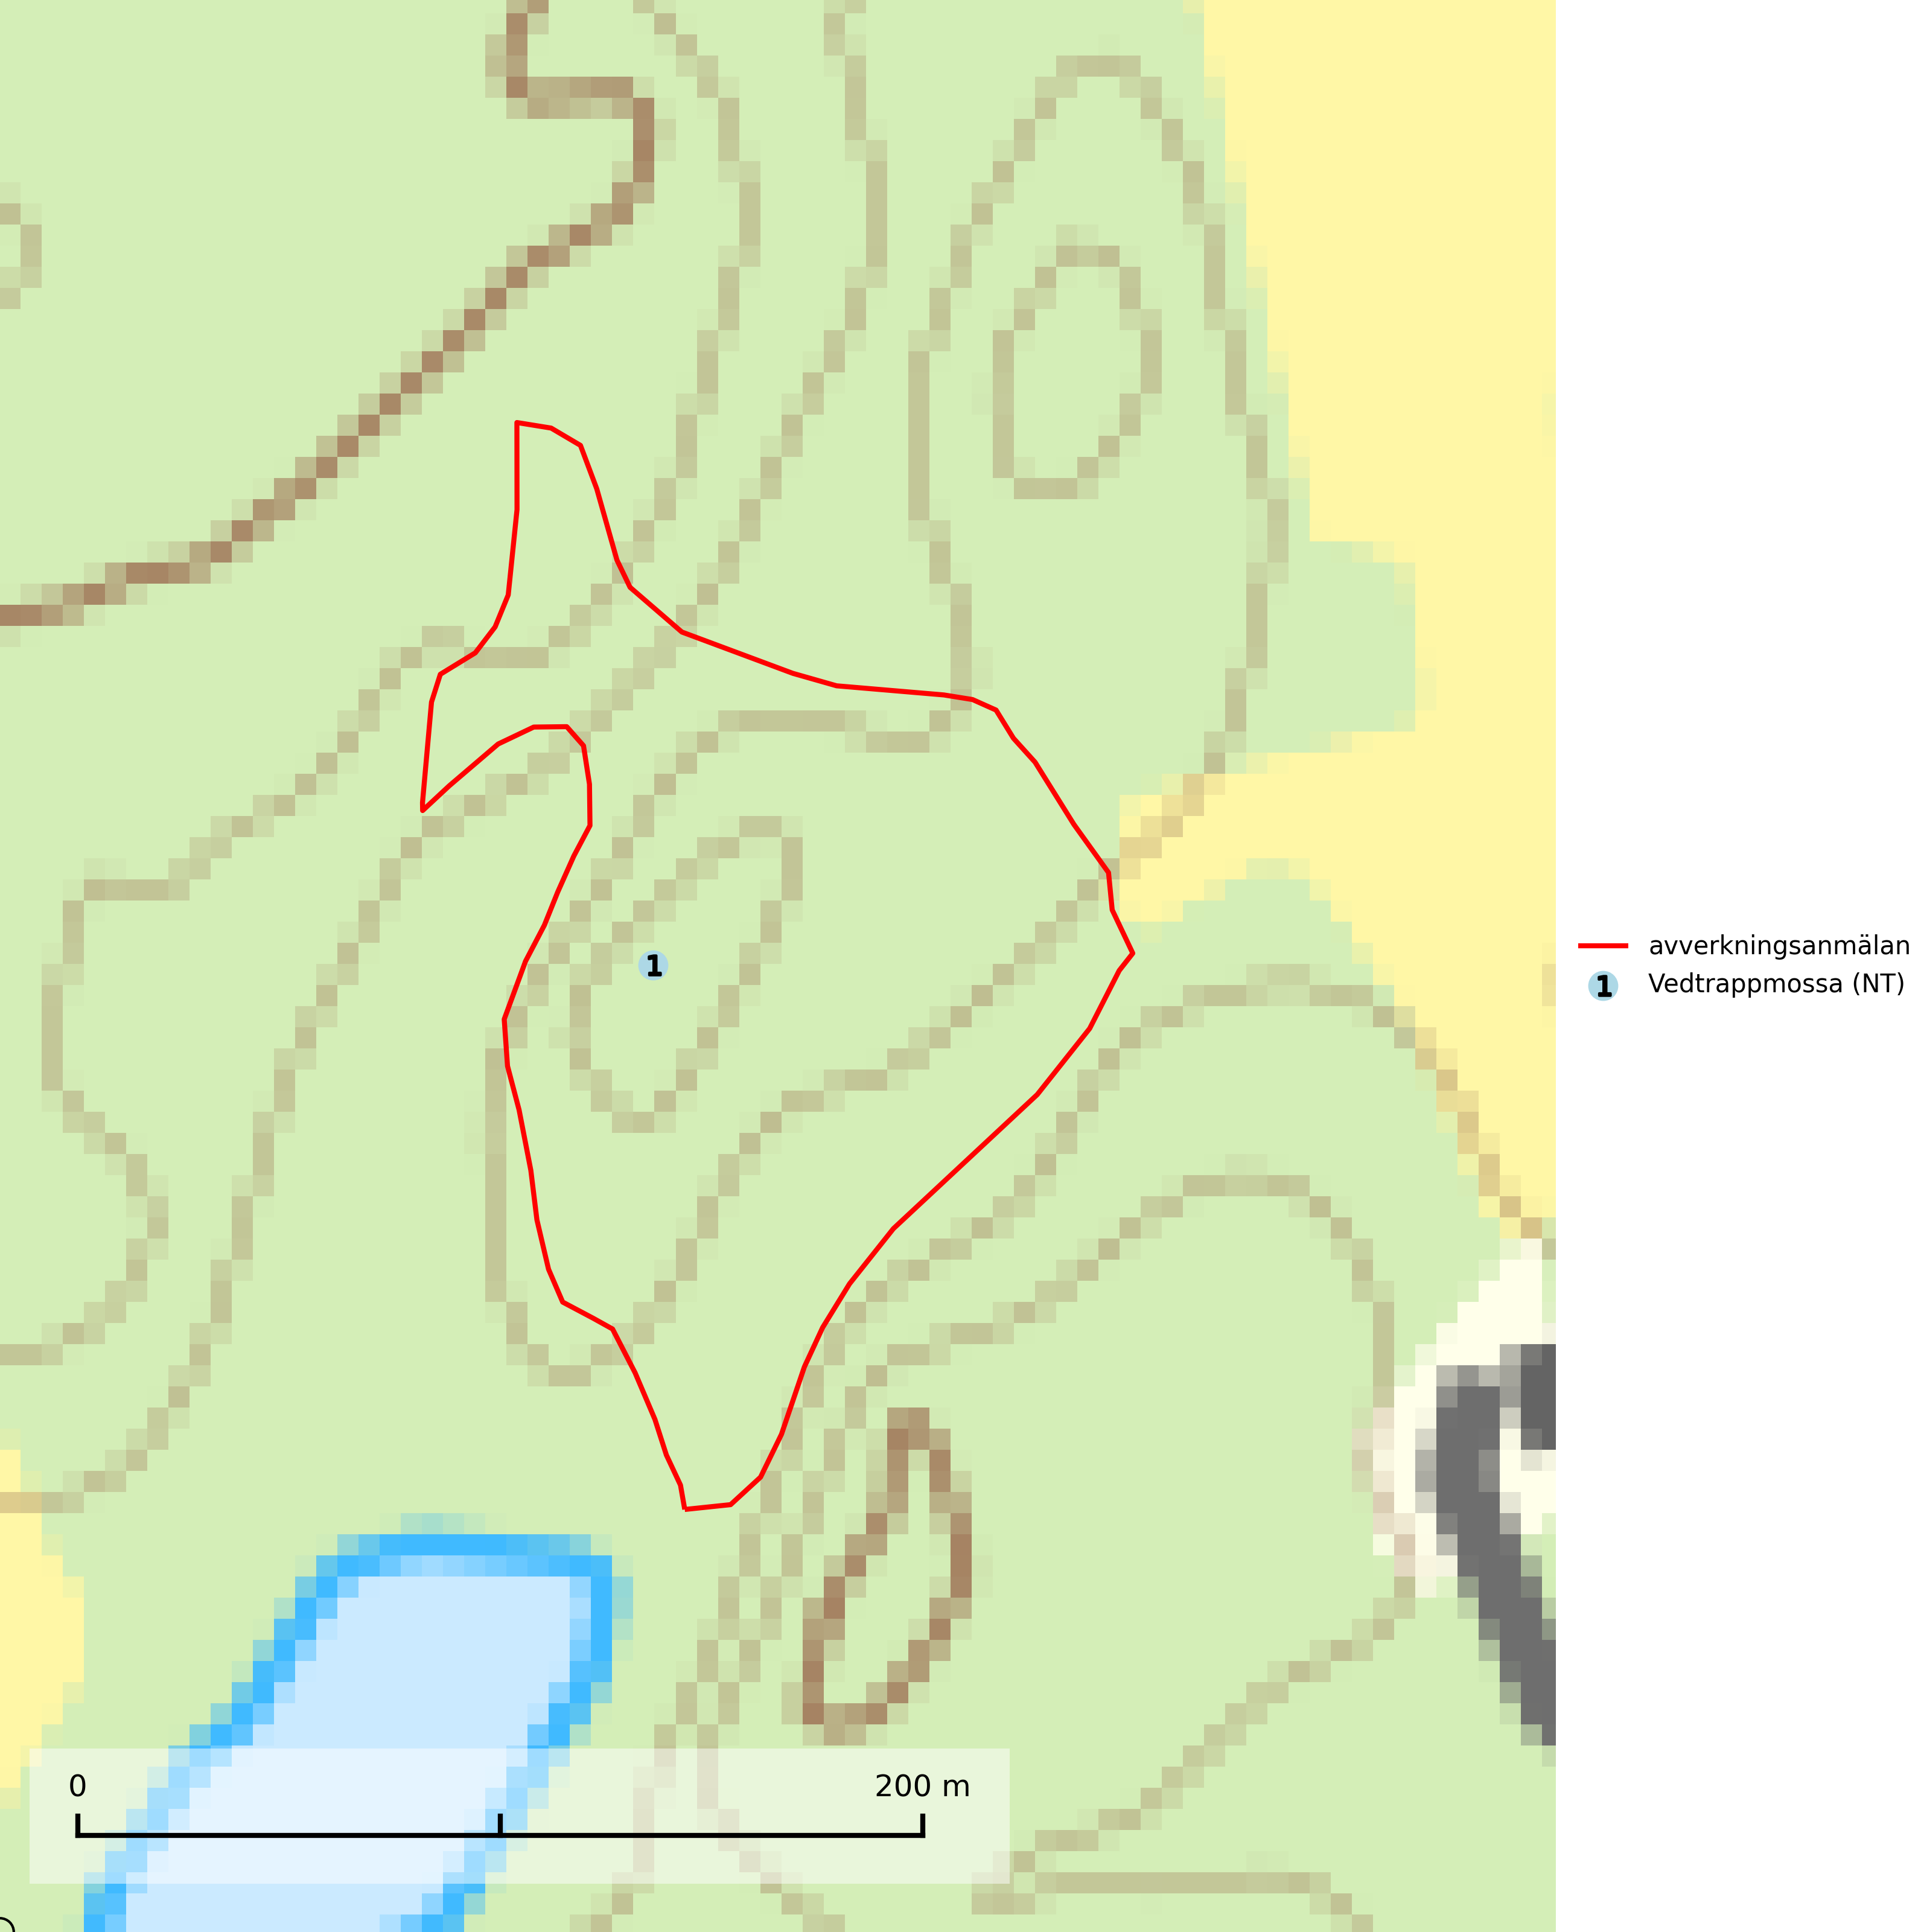 1
avverkningsanmälan
1 Vedtrappmossa (NT)
0 200 m